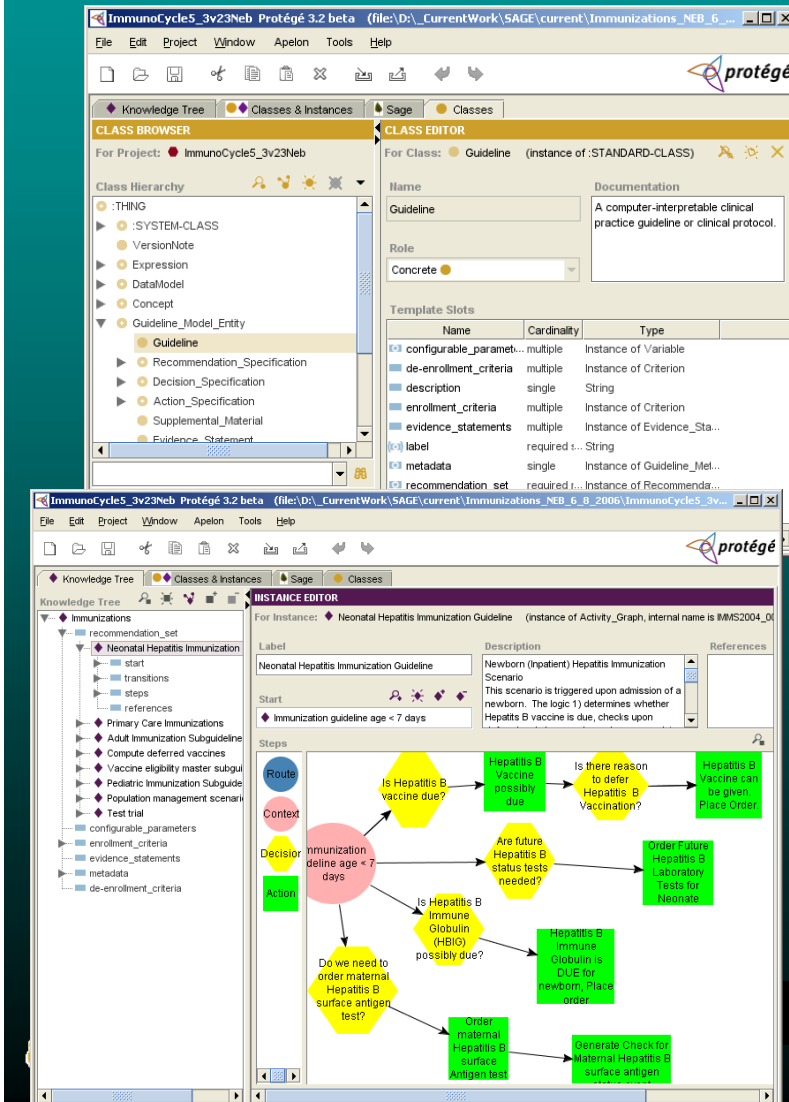 ImmunoCycle5_3v23Neb Protégé 3.2 beta (file:\D:\_CurrentWork\SAGE\current\Immunizations_NEB_6_...
File Edit Project Window Apelon Tools Help
protégé
Knowledge Tree Classes & Instances Sage Classes
CLASS BROWSER
For Project: ImmunoCycle5_3v23Neb
Class Hierarchy
:THING
:SYSTEM-CLASS
VersionNote
Expression
DataModel
Concept
Guideline_Model_Entity
Guideline
Recommendation_Specification
Decision_Specification
Action_Specification
Supplemental_Material
Evidence_Statement
CLASS EDITOR
For Class: Guideline (instance of :STANDARD-CLASS)
Name
Guideline
Documentation
A computer-interpretable clinical
practice guideline or clinical protocol.
Role
Concrete
Template Slots
Name Cardinality Type
configurable_paramet... multiple Instance of Variable
de-enrollment_criteria multiple Instance of Criterion
description single String
enrollment_criteria multiple Instance of Criterion
evidence_statements multiple Instance of Evidence_Sta...
label required s... String
metadata single Instance of Guideline_Met...
recommendation_set required r... Instance of Recommenda...
ImmunoCycle5_3v23Neb Protégé 3.2 beta (file:\D:\_CurrentWork\SAGE\current\Immunizations_NEB_6_8_2006\ImmunoCycle5_3v...
File Edit Project Window Apelon Tools Help
protégé
Knowledge Tree Classes & Instances Sage Classes
Knowledge Tree
Immunizations
recommendation_set
Neonatal Hepatitis Immunization
start
transitions
steps
references
Primary Care Immunizations
Adult Immunization Subguideline
Compute deferred vaccines
Vaccine eligibility master subgui
Pediatric Immunization Subguide
Population management scenari
Test trial
configurable_parameters
enrollment_criteria
evidence_statements
metadata
de-enrollment_criteria
INSTANCE EDITOR
For Instance: Neonatal Hepatitis Immunization Guideline (instance of Activity_Graph, internal name is IMMS2004_00
Label
Neonatal Hepatitis Immunization Guideline
Start
Immunization guideline age < 7 days
Description
Newborn (Inpatient) Hepatitis Immunization
Scenario
This scenario is triggered upon admission of a
newborn. The logic 1) determines whether
Hepatits B vaccine is due, checks upon
References
Steps
Route
Context
Decision
Action
mmunization
deline age < 7
days
Is Hepatitis B
vaccine due?
Hepatitis B
Vaccine
possibly
due
Is there reason
to defer
Hepatitis B
Vaccination?
Hepatitis B
Vaccine can
be given.
Place Order.
Are future
Hepatitis B
status tests
needed?
Order Future
Hepatitis B
Laboratory
Tests for
Neonate
Is Hepatitis B
Immune
Globulin
(HBIG)
possibly due?
Hepatitis B
Immune
Globulin is
DUE for
newborn, Place
order
Do we need to
order maternal
Hepatitis B
surface antigen
test?
Order
maternal
Hepatitis B
surface
Antigen test
Generate Check for
Maternal Hepatitis B
surface antigen